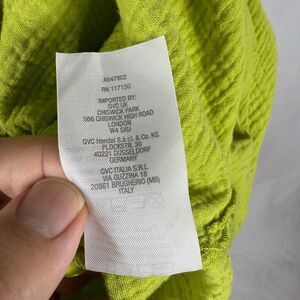 A647602
RN 117150
IMPORTED BY:
QVC UK
CHISWICK PARK
566 CHISWICK HIGH ROAD
LONDON
W4 5XU
QVC Handel S.à r.l. & Co. KG
PLOCKSTR. 30
40221 DÜSSELDORF
GERMANY
QVC ITALIA S.R.L
VIA GUZZINA 18
20861 BRUGHERIO (MB)
ITALY